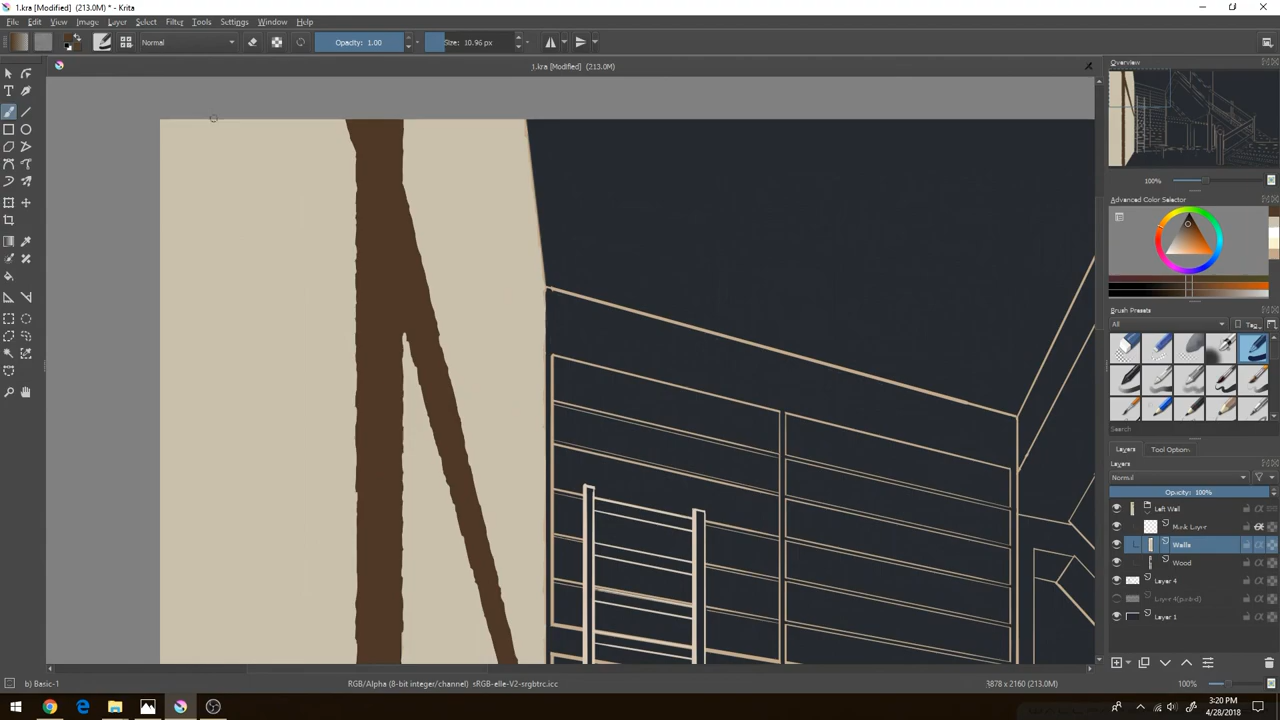 1.kra [Modified] (213.0M) * - Krita
File Edit View Image Layer Select Filter Tools Settings Window Help
Normal Opacity: 1.00 Size: 10.96 px
1.kra [Modified] (213.0M)
Overview
100%
Advanced Color Selector
Brush Presets
All Tag
Search
Layers Tool Options
Layers
Normal
Opacity: 100%
Left Wall
Mask Layer
Walls
Wood
Layer 4
Layer 4(pasted)
Layer 1
b) Basic-1 RGB/Alpha (8-bit integer/channel) sRGB-elle-V2-srgbtrc.icc 3878 x 2160 (213.0M) 100%
3:20 PM
4/28/2018